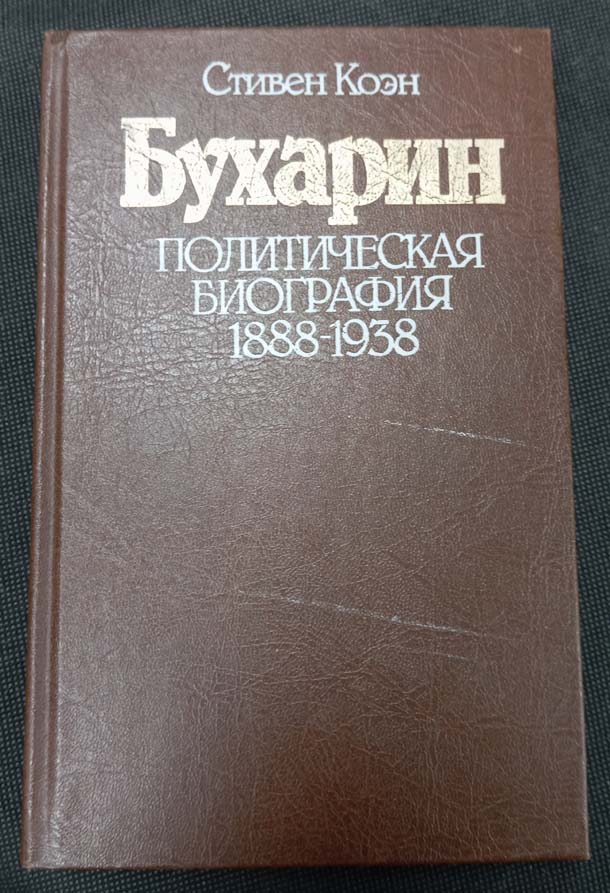 Стивен Коэн
Бухарин
ПОЛИТИЧЕСКАЯ
БИОГРАФИЯ
1888-1938